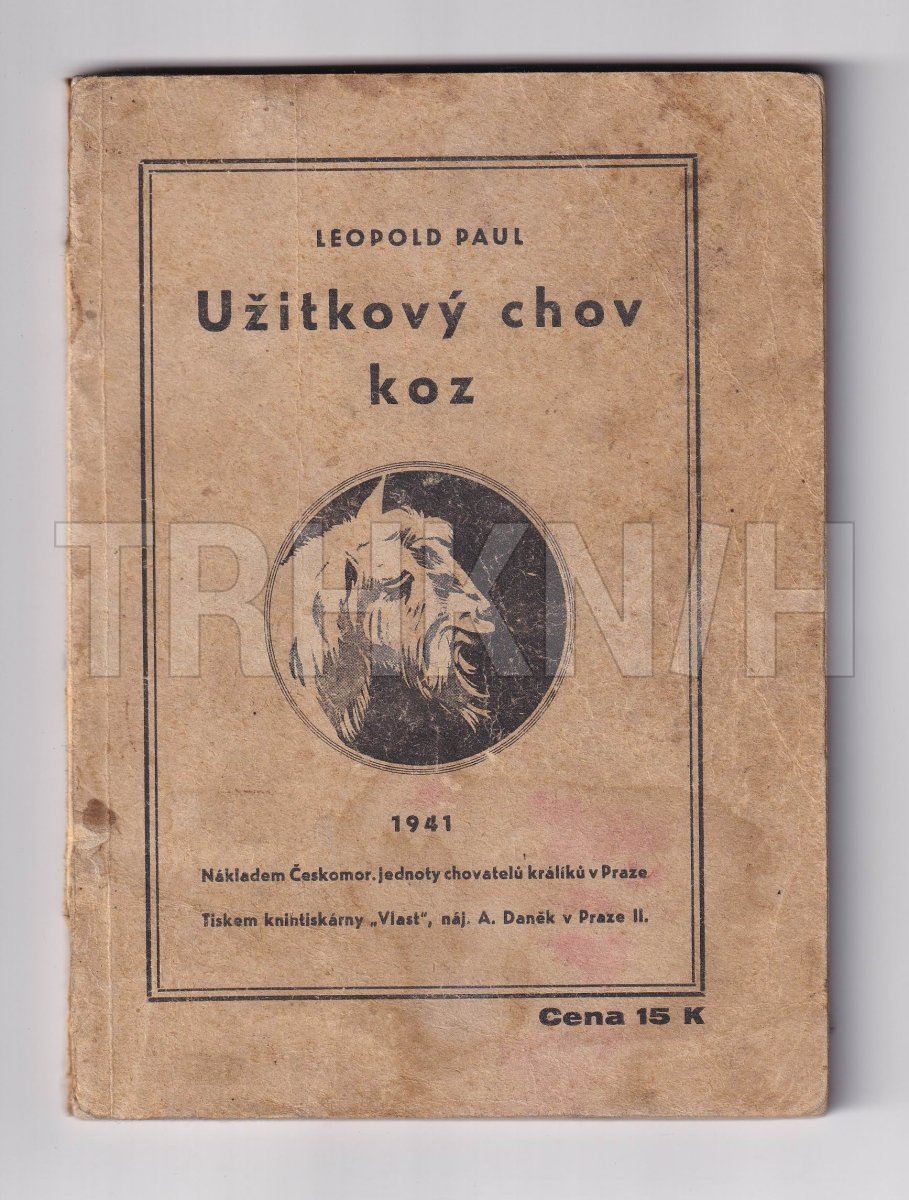 LEOPOLD PAUL
Užitkový chov
koz
TRHKNIH
1941
Nákladem Českomor. jednoty chovatelů králíků v Praze
Tiskem knihtiskárny „Vlast“, náj. A. Daněk v Praze II.
Cena 15 K